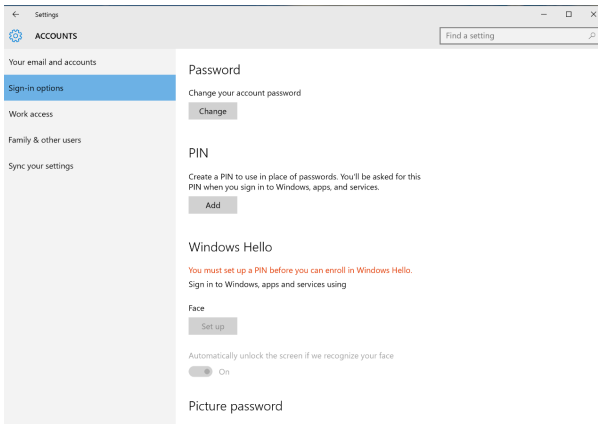 Settings
ACCOUNTS
Find a setting
Your email and accounts
Sign-in options
Work access
Family & other users
Sync your settings
Password
Change your account password
Change
PIN
Create a PIN to use in place of passwords. You'll be asked for this
PIN when you sign in to Windows, apps, and services.
Add
Windows Hello
You must set up a PIN before you can enroll in Windows Hello.
Sign in to Windows, apps and services using
Face
Set up
Automatically unlock the screen if we recognize your face
On
Picture password